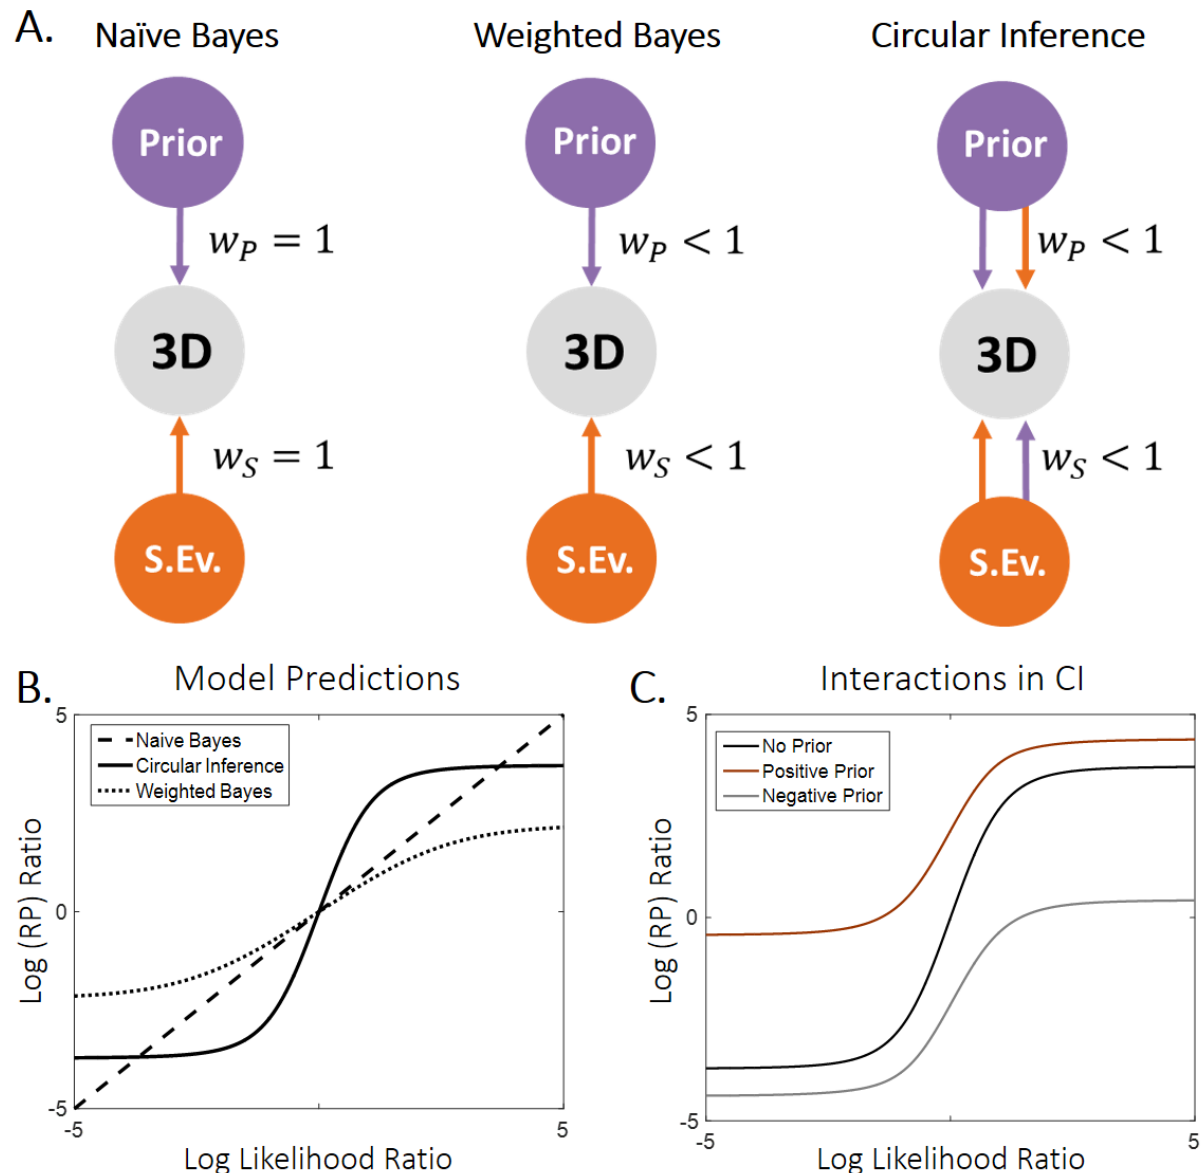 A.
Naïve Bayes
Weighted Bayes
Circular Inference
Prior
Prior
Prior
w_P = 1
w_P < 1
w_P < 1
3D
3D
3D
w_S = 1
w_S < 1
w_S < 1
S.Ev.
S.Ev.
S.Ev.
B.
Model Predictions
5
Naive Bayes
Circular Inference
Weighted Bayes
Log (RP) Ratio
0
-5
-5
5
Log Likelihood Ratio
C.
Interactions in CI
5
No Prior
Positive Prior
Negative Prior
Log (RP) Ratio
0
-5
-5
5
Log Likelihood Ratio